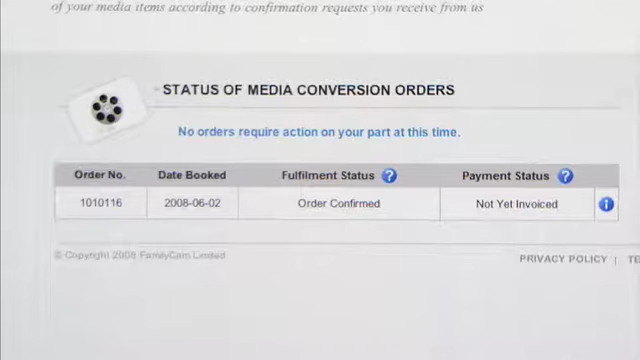 of your media items according to confirmation requests you receive from us
STATUS OF MEDIA CONVERSION ORDERS
No orders require action on your part at this time.
Order No. Date Booked Fulfilment Status ? Payment Status ?
1010116 2008-06-02 Order Confirmed Not Yet Invoiced i
© Copyright 2008 FamilyCam Limited
PRIVACY POLICY | TE